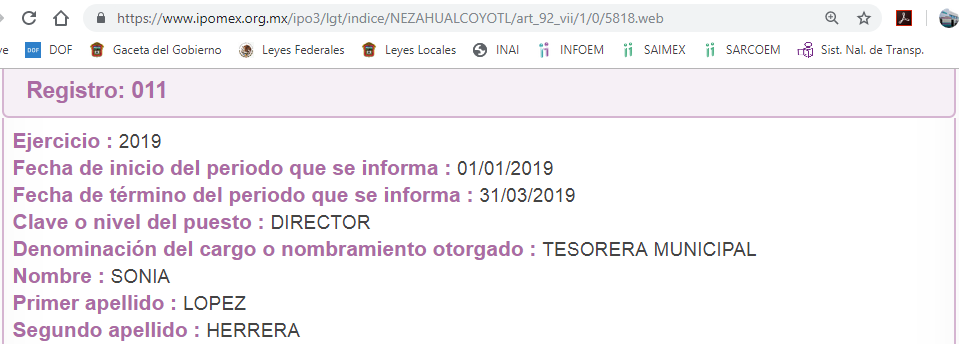 https://www.ipomex.org.mx/ipo3/lgt/indice/NEZAHUALCOYOTL/art_92_vii/1/0/5818.web
ve DOF DOF Gaceta del Gobierno Leyes Federales Leyes Locales INAI INFOEM SAIMEX SARCOEM Sist. Nal. de Transp.
Registro: 011
Ejercicio : 2019
Fecha de inicio del periodo que se informa : 01/01/2019
Fecha de término del periodo que se informa : 31/03/2019
Clave o nivel del puesto : DIRECTOR
Denominación del cargo o nombramiento otorgado : TESORERA MUNICIPAL
Nombre : SONIA
Primer apellido : LOPEZ
Segundo apellido : HERRERA